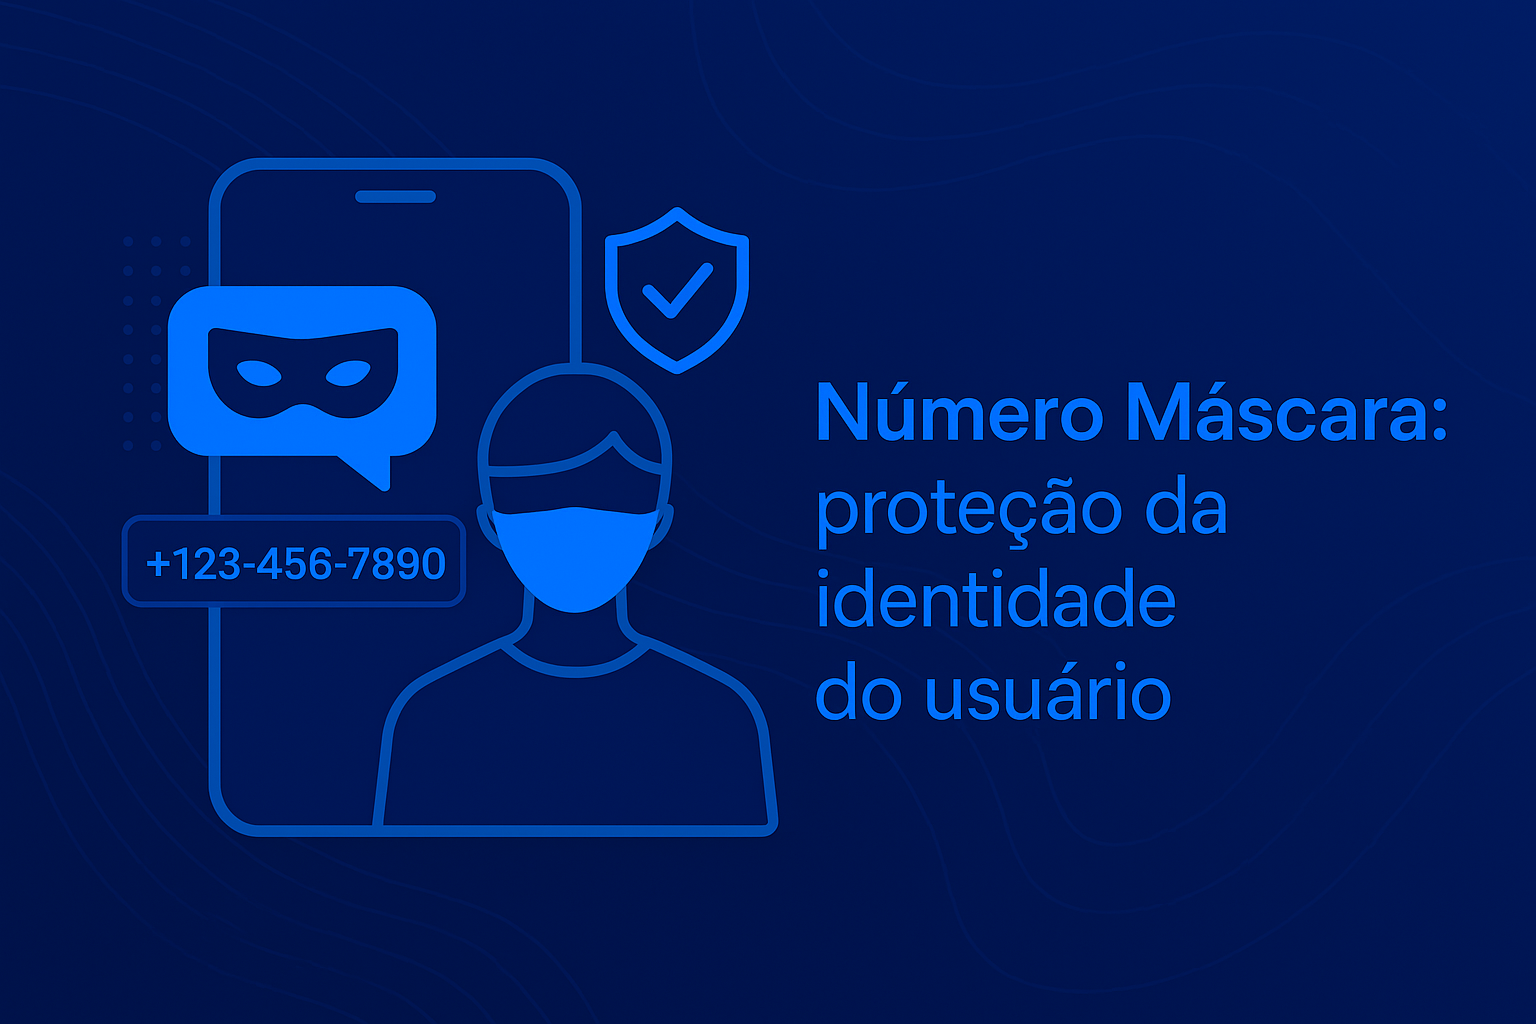 +123-456-7890
Número Máscara:
proteção da
identidade
do usuário